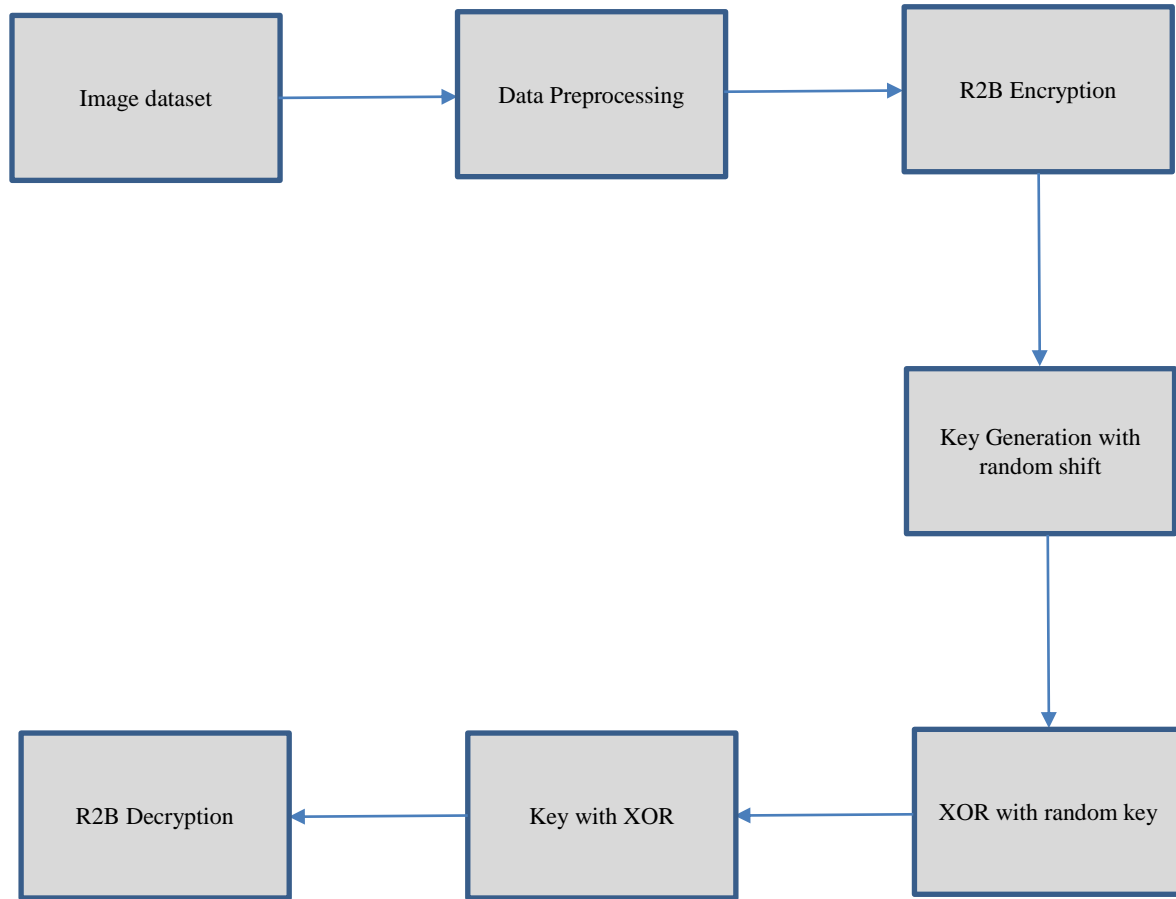 Image dataset
Data Preprocessing
R2B Encryption
Key Generation with
random shift
XOR with random key
Key with XOR
R2B Decryption